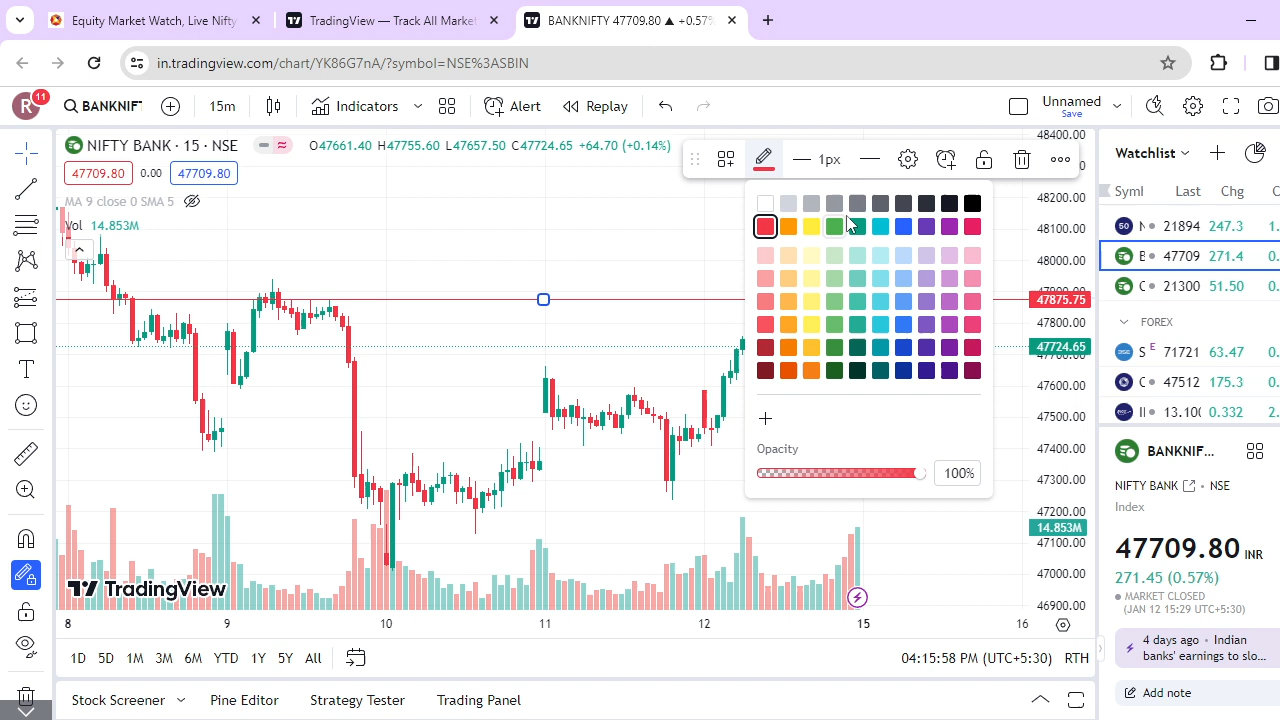 Equity Market Watch, Live Nifty
TradingView — Track All Market
BANKNIFTY 47709.80 ▲ +0.57%
in.tradingview.com/chart/YK86G7nA/?symbol=NSE%3ASBIN
R
11
BANKNIF
15m
Indicators
Alert
Replay
Unnamed
Save
NIFTY BANK · 15 · NSE
O47661.40 H47755.60 L47657.50 C47724.65 +64.70 (+0.14%)
1px
Watchlist
47709.80
0.00
47709.80
MA 9 close 0 SMA 5
Vol 14.853M
Syml Last Chg
50 21894 247.3 1.
B 47709 271.4 0.
21300 51.50 0.
FOREX
S E 71721 63.47 0.
47512 175.3 0.
13.10 0.332 2.
48400.00
48200.00
48100.00
48000.00
47875.75
47800.00
47724.65
47600.00
47500.00
47400.00
47300.00
47200.00
14.853M
47100.00
47000.00
46900.00
Opacity
100%
BANKNIF...
NIFTY BANK • NSE
Index
47709.80 INR
271.45 (0.57%)
MARKET CLOSED
(JAN 12 15:29 UTC+5:30)
4 days ago • Indian
banks' earnings to slo...
Add note
TradingView
8 9 10 11 12 15 16
1D 5D 1M 3M 6M YTD 1Y 5Y All
04:15:58 PM (UTC+5:30) RTH
Stock Screener
Pine Editor
Strategy Tester
Trading Panel